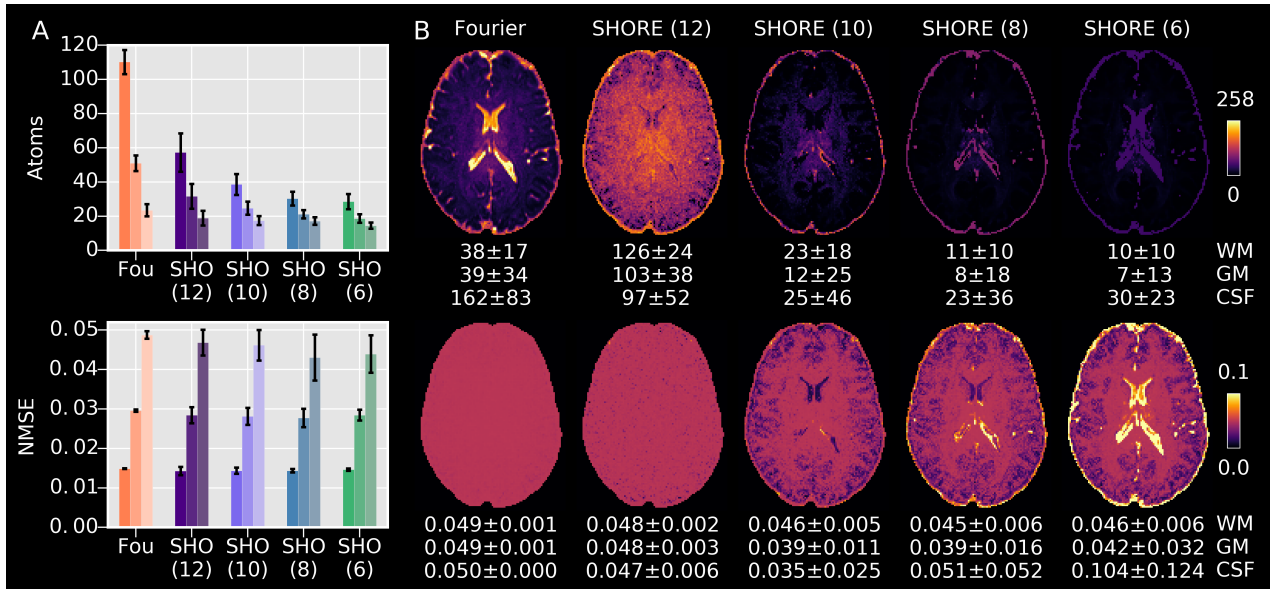 A
120
100
80
60
40
20
0
Atoms
Fou SHO SHO SHO SHO
(12) (10) (8) (6)
0.05
0.04
0.03
0.02
0.01
0.00
NMSE
Fou SHO SHO SHO SHO
(12) (10) (8) (6)
B
Fourier SHORE (12) SHORE (10) SHORE (8) SHORE (6)
258
0
38±17 126±24 23±18 11±10 10±10 WM
39±34 103±38 12±25 8±18 7±13 GM
162±83 97±52 25±46 23±36 30±23 CSF
0.1
0.0
0.049±0.001 0.048±0.002 0.046±0.005 0.045±0.006 0.046±0.006 WM
0.049±0.001 0.048±0.003 0.039±0.011 0.039±0.016 0.042±0.032 GM
0.050±0.000 0.047±0.006 0.035±0.025 0.051±0.052 0.104±0.124 CSF